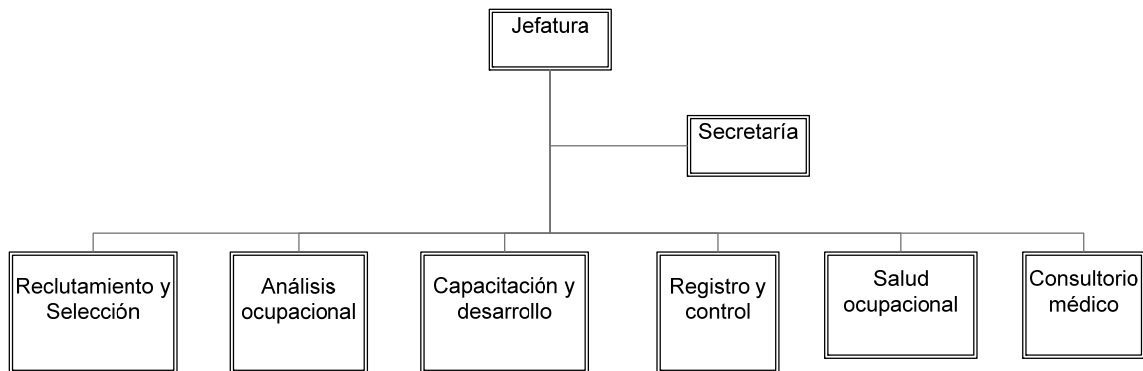 Jefatura
Secretaría
Reclutamiento y
Selección
Análisis
ocupacional
Capacitación y
desarrollo
Registro y
control
Salud
ocupacional
Consultorio
médico